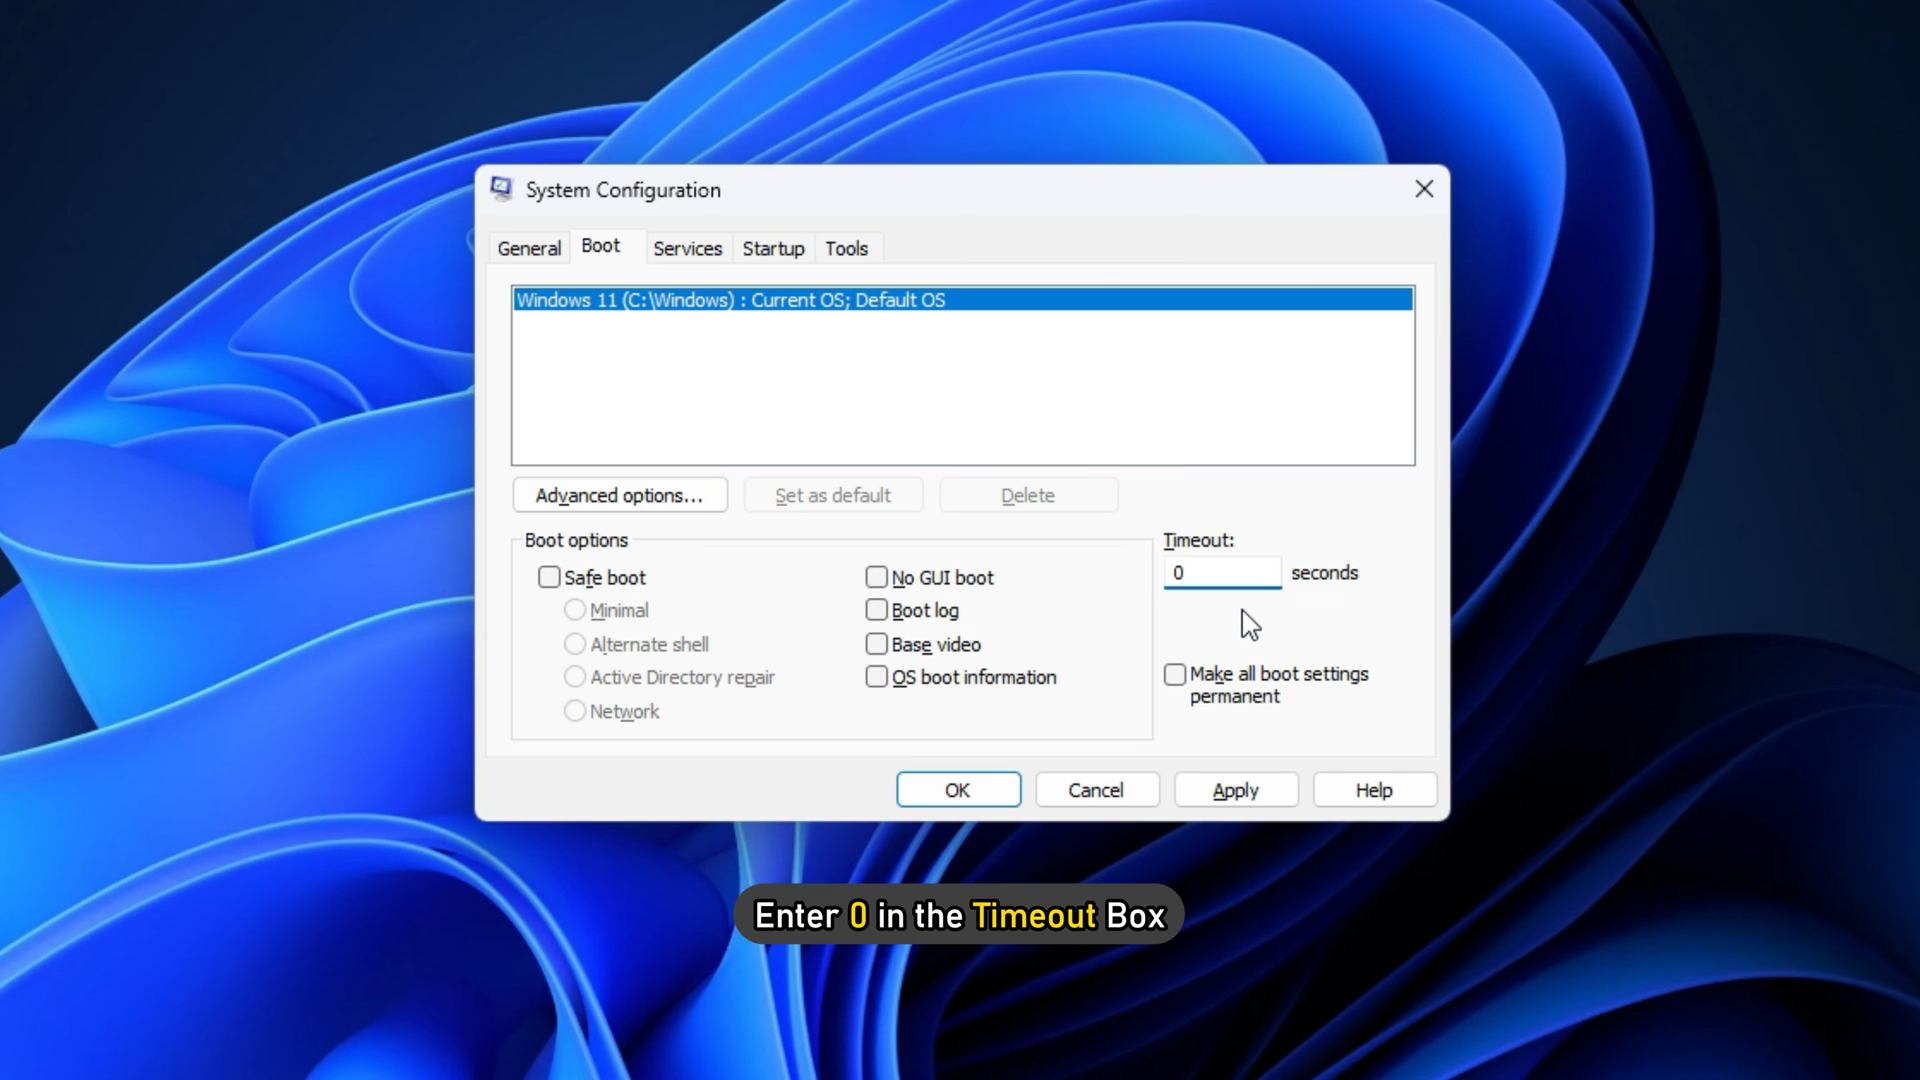 System Configuration
General Boot Services Startup Tools
Windows 11 (C:\Windows) : Current OS; Default OS
Advanced options... Set as default Delete
Boot options
Timeout:
0 seconds
Safe boot
Minimal
Alternate shell
Active Directory repair
Network
No GUI boot
Boot log
Base video
OS boot information
Make all boot settings
permanent
OK Cancel Apply Help
Enter 0 in the Timeout Box